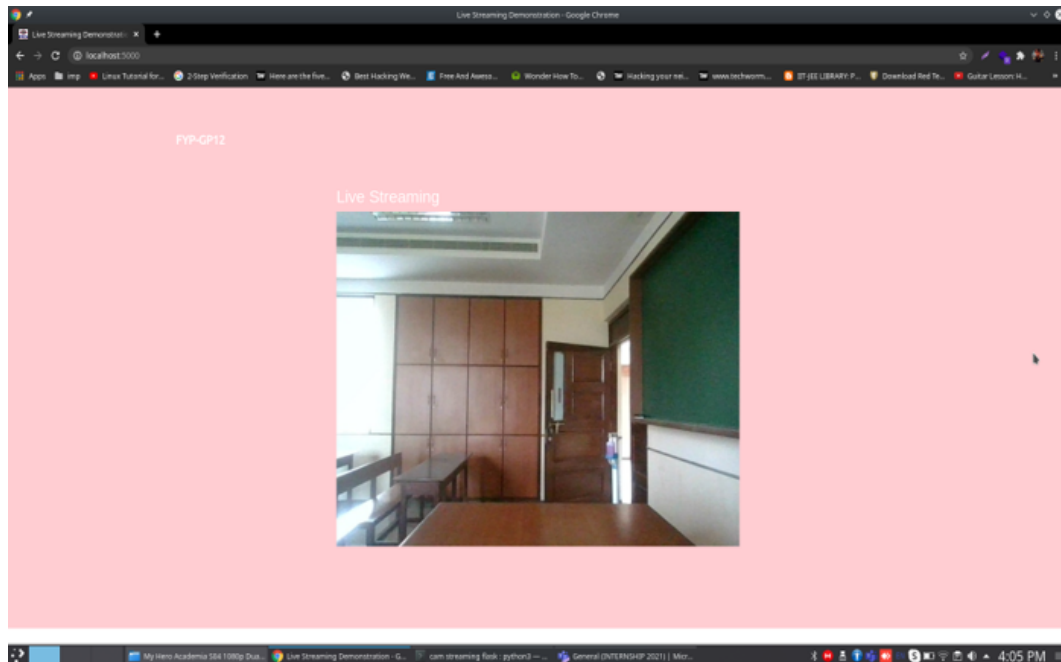 Live Streaming Demonstration - Google Chrome
Live Streaming Demonstratio
localhost:5000
Apps
imp
Linux Tutorial for...
2-Step Verification
Here are the five...
Best Hacking We...
Free And Aweso...
Wonder How To...
Hacking your nei...
www.techworm....
IIT-JEE LIBRARY: P...
Download Red Te...
Guitar Lesson: H...
FYP-GP12
Live Streaming
My Hero Academia S04 1080p Dua...
Live Streaming Demonstration - G...
cam streaming flask : python3 — ...
General (INTERNSHIP 2021) | Micr...
4:05 PM